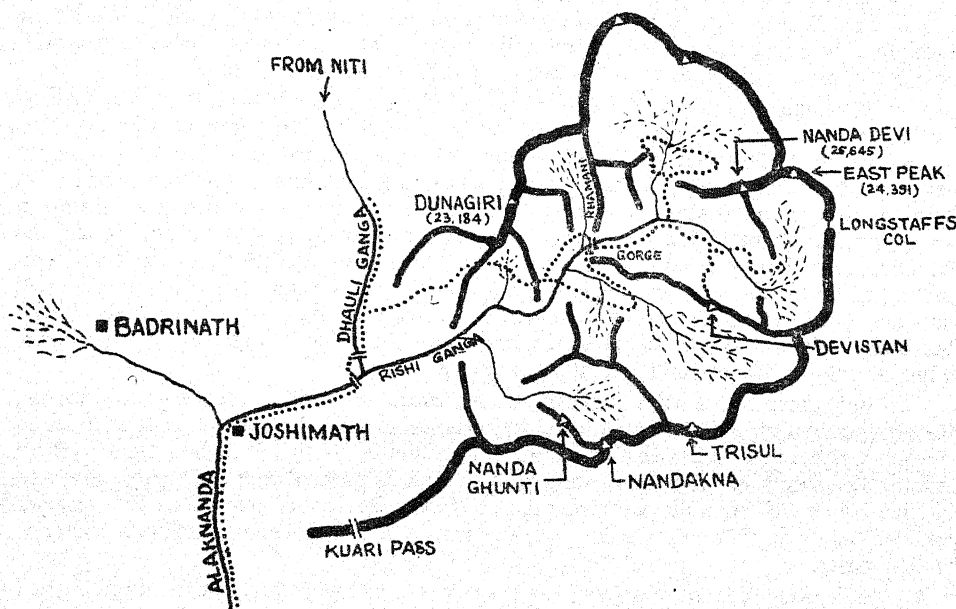 FROM NITI
NANDA DEVI
(25,645)
EAST PEAK
(24,391)
DUNAGIRI
(23,184)
RHAMANI
LONGSTAFFS
COL
DHAULI GANGA
GORGE
BADRINATH
DEVISTAN
RISHI GANGA
JOSHIMATH
TRISUL
NANDA
GHUNTI
NANDAKNA
KUARI PASS
ALAKNANDA